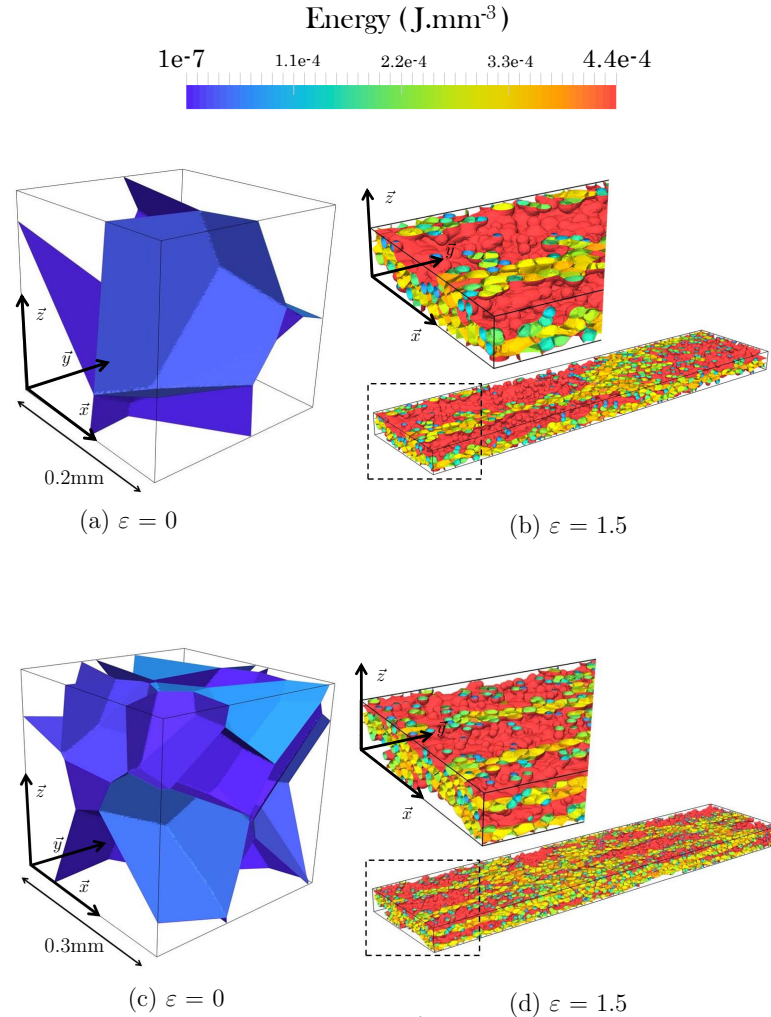 Energy (J.mm⁻³)
1e-7 1.1e-4 2.2e-4 3.3e-4 4.4e-4
z⃗
y⃗
x⃗
0.2mm
(a) ε = 0
z⃗
y⃗
x⃗
(b) ε = 1.5
z⃗
y⃗
x⃗
0.3mm
(c) ε = 0
z⃗
y⃗
x⃗
(d) ε = 1.5